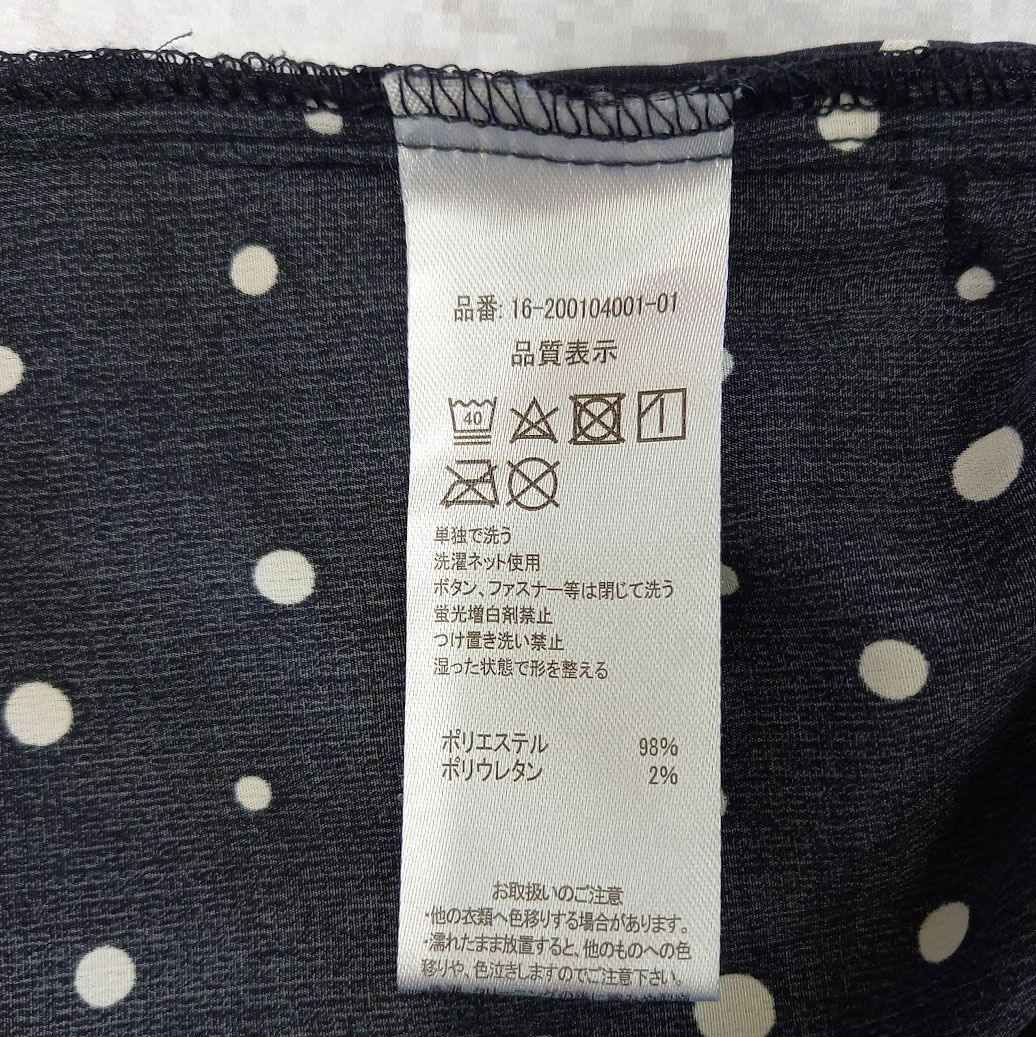 品番: 16-200104001-01
品質表示
40
単独で洗う
洗濯ネット使用
ボタン、ファスナー等は閉じて洗う
蛍光増白剤禁止
つけ置き洗い禁止
湿った状態で形を整える
ポリエステル 98%
ポリウレタン 2%
お取扱いのご注意
・他の衣類へ色移りする場合があります。
・濡れたまま放置すると、他のものへの色
移りや、色泣きしますのでご注意下さい。